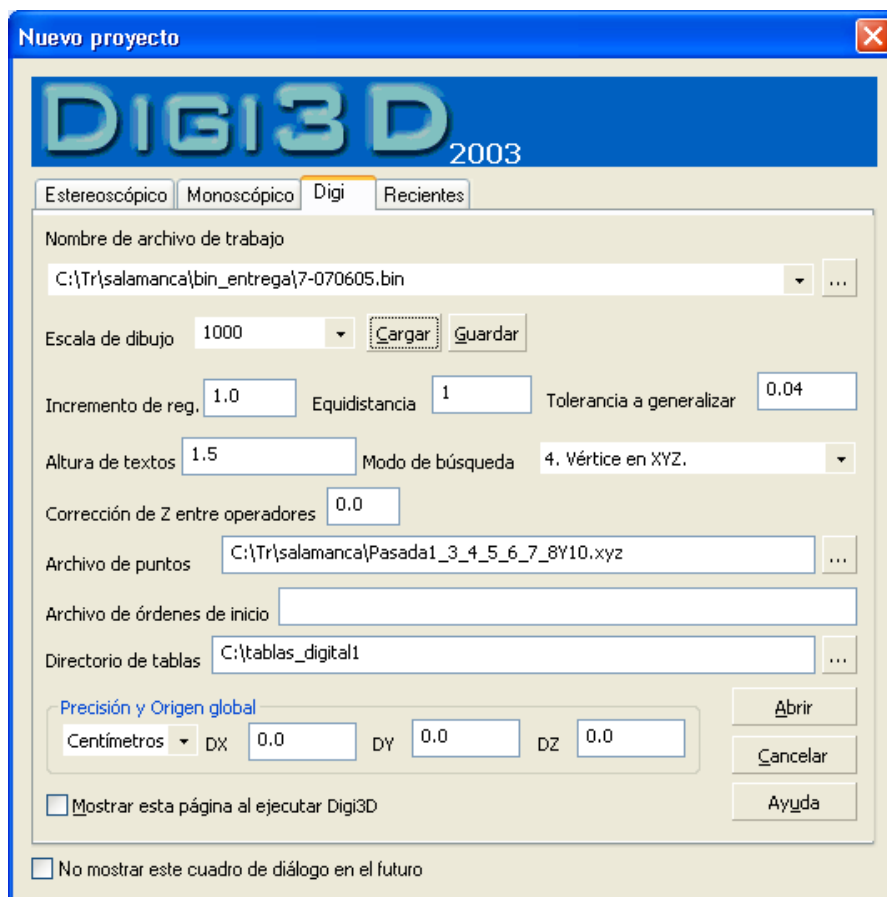 Nuevo proyecto
DIGI3D 2003
Estereoscópico Monoscópico Digi Recientes
Nombre de archivo de trabajo
C:\Tr\salamanca\bin_entrega\7-070605.bin ...
Escala de dibujo 1000 Cargar Guardar
Incremento de reg. 1.0 Equidistancia 1 Tolerancia a generalizar 0.04
Altura de textos 1.5 Modo de búsqueda 4. Vértice en XYZ.
Corrección de Z entre operadores 0.0
Archivo de puntos C:\Tr\salamanca\Pasada1_3_4_5_6_7_8Y10.xyz ...
Archivo de órdenes de inicio
Directorio de tablas C:\tablas_digital1 ...
Precisión y Origen global
Centímetros DX 0.0 DY 0.0 DZ 0.0
Abrir
Cancelar
Ayuda
Mostrar esta página al ejecutar Digi3D
No mostrar este cuadro de diálogo en el futuro